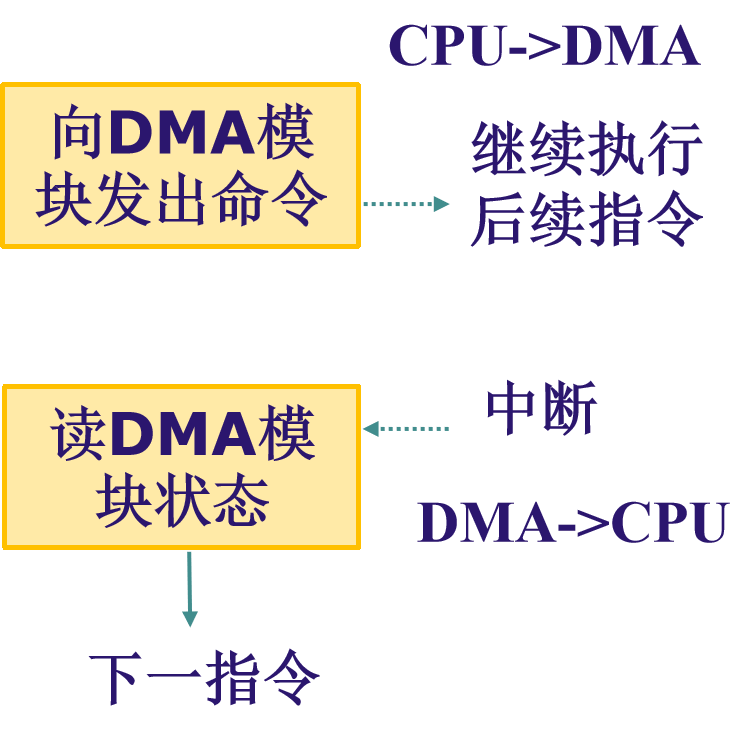 CPU->DMA
向DMA模
块发出命令
继续执行
后续指令
中断
读DMA模
块状态
DMA->CPU
下一指令